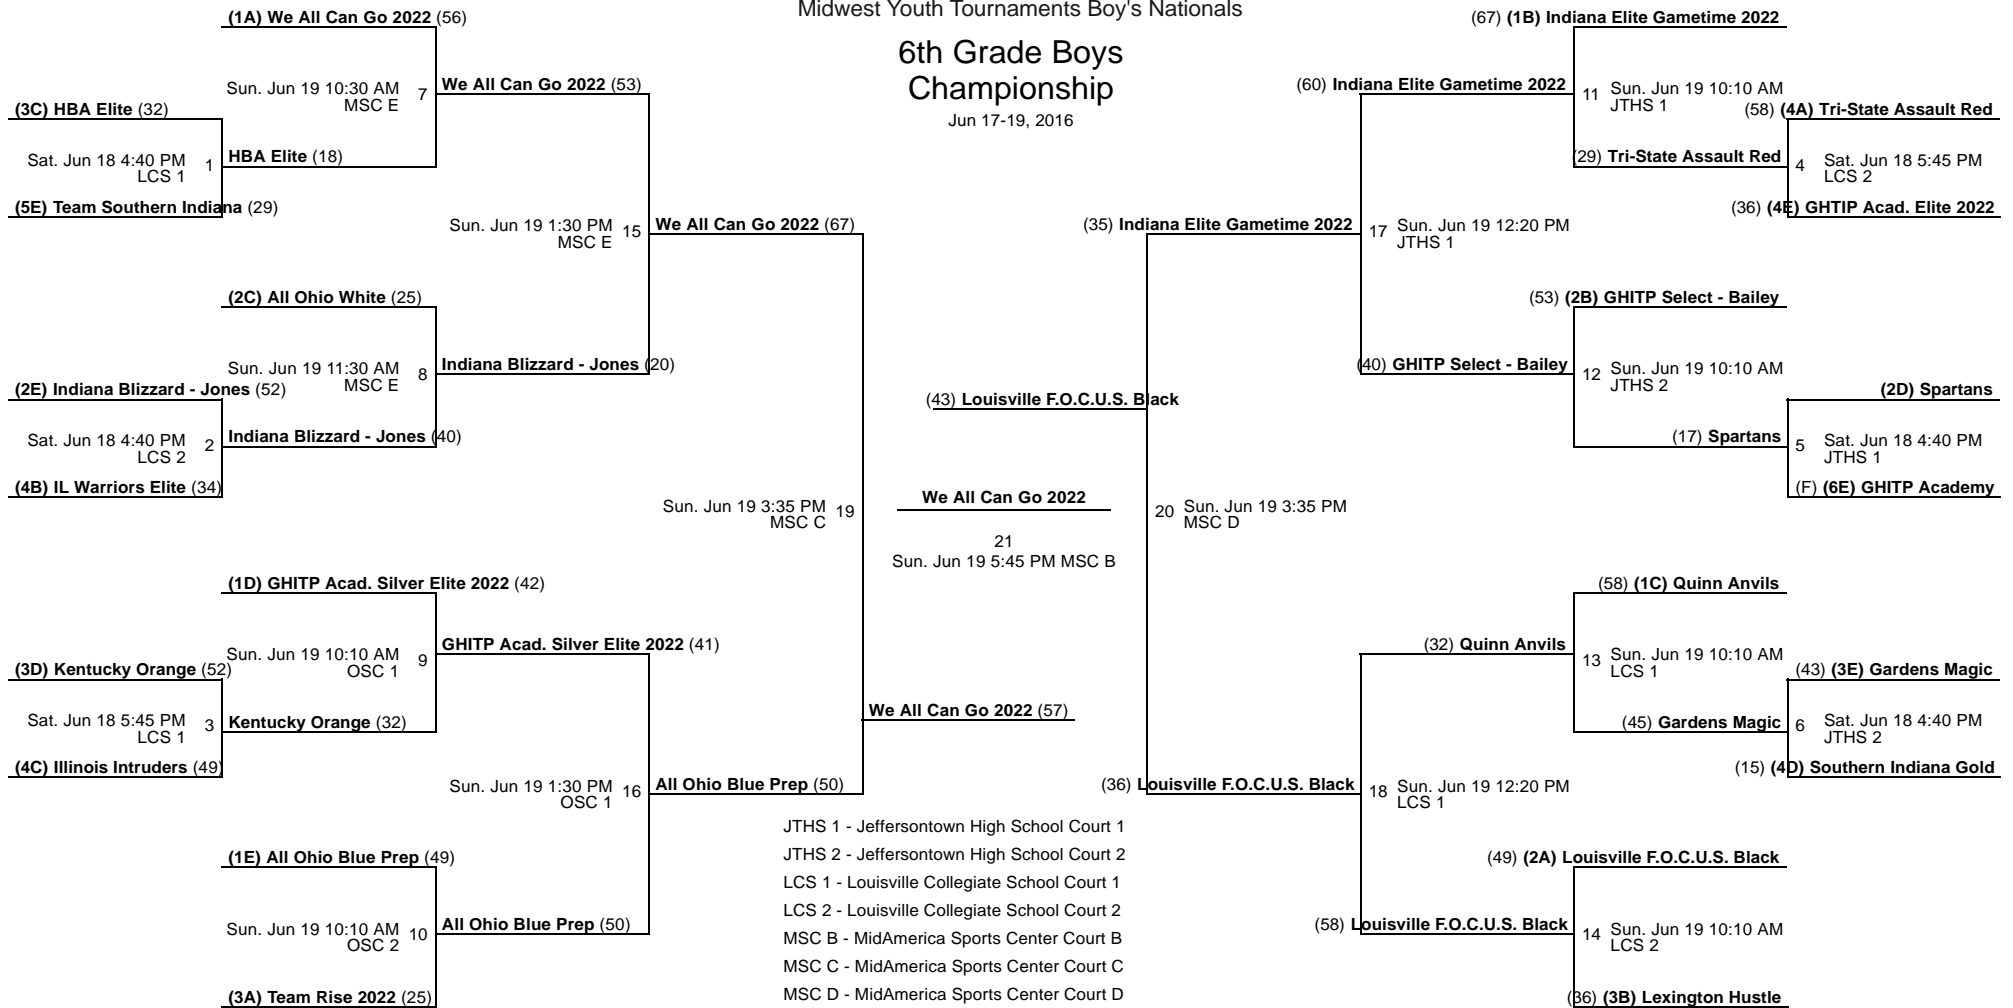 Midwest Youth Tournaments Boy's Nationals
6th Grade Boys
Championship
Jun 17-19, 2016
(1A) We All Can Go 2022 (56)
Sun. Jun 19 10:30 AM 7
MSC E
We All Can Go 2022 (53)
(3C) HBA Elite (32)
Sat. Jun 18 4:40 PM 1
LCS 1
HBA Elite (18)
(5E) Team Southern Indiana (29)
Sun. Jun 19 1:30 PM 15
MSC E
We All Can Go 2022 (67)
(2C) All Ohio White (25)
Sun. Jun 19 11:30 AM 8
MSC E
Indiana Blizzard - Jones (20)
(2E) Indiana Blizzard - Jones (52)
Sat. Jun 18 4:40 PM 2
LCS 2
Indiana Blizzard - Jones (40)
(4B) IL Warriors Elite (34)
Sun. Jun 19 3:35 PM 19
MSC C
(1D) GHITP Acad. Silver Elite 2022 (42)
Sun. Jun 19 10:10 AM 9
OSC 1
GHITP Acad. Silver Elite 2022 (41)
(3D) Kentucky Orange (52)
Sat. Jun 18 5:45 PM 3
LCS 1
Kentucky Orange (32)
(4C) Illinois Intruders (49)
Sun. Jun 19 1:30 PM 16
OSC 1
All Ohio Blue Prep (50)
(1E) All Ohio Blue Prep (49)
Sun. Jun 19 10:10 AM 10
OSC 2
All Ohio Blue Prep (50)
(3A) Team Rise 2022 (25)
(43) Louisville F.O.C.U.S. Black
We All Can Go 2022
21
Sun. Jun 19 5:45 PM MSC B
We All Can Go 2022 (57)
(67) (1B) Indiana Elite Gametime 2022
(60) Indiana Elite Gametime 2022
11 Sun. Jun 19 10:10 AM
JTHS 1
(58) (4A) Tri-State Assault Red
(29) Tri-State Assault Red
4 Sat. Jun 18 5:45 PM
LCS 2
(36) (4E) GHTIP Acad. Elite 2022
(35) Indiana Elite Gametime 2022
17 Sun. Jun 19 12:20 PM
JTHS 1
(53) (2B) GHITP Select - Bailey
(40) GHITP Select - Bailey
12 Sun. Jun 19 10:10 AM
JTHS 2
(2D) Spartans
(17) Spartans
5 Sat. Jun 18 4:40 PM
JTHS 1
(F) (6E) GHITP Academy
20 Sun. Jun 19 3:35 PM
MSC D
(58) (1C) Quinn Anvils
(32) Quinn Anvils
13 Sun. Jun 19 10:10 AM
LCS 1
(43) (3E) Gardens Magic
(45) Gardens Magic
6 Sat. Jun 18 4:40 PM
JTHS 2
(15) (4D) Southern Indiana Gold
(36) Louisville F.O.C.U.S. Black
18 Sun. Jun 19 12:20 PM
LCS 1
(49) (2A) Louisville F.O.C.U.S. Black
(58) Louisville F.O.C.U.S. Black
14 Sun. Jun 19 10:10 AM
LCS 2
(36) (3B) Lexington Hustle
JTHS 1 - Jeffersontown High School Court 1
JTHS 2 - Jeffersontown High School Court 2
LCS 1 - Louisville Collegiate School Court 1
LCS 2 - Louisville Collegiate School Court 2
MSC B - MidAmerica Sports Center Court B
MSC C - MidAmerica Sports Center Court C
MSC D - MidAmerica Sports Center Court D